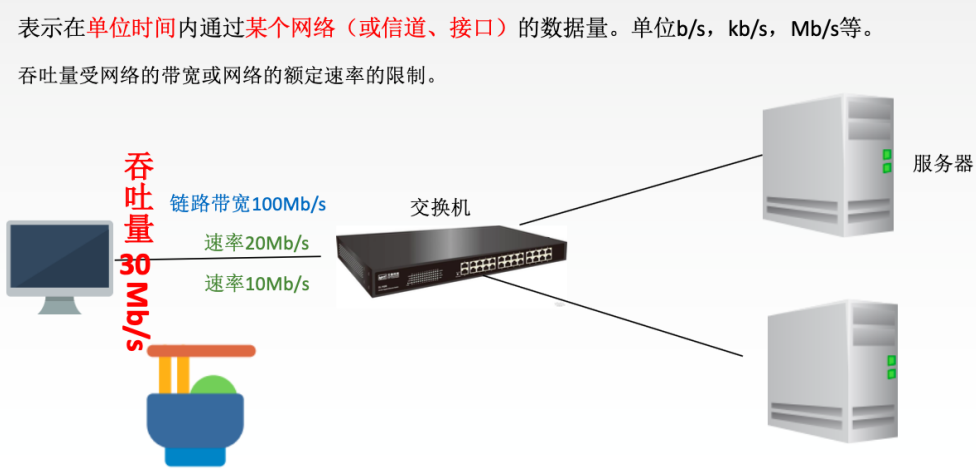 表示在单位时间内通过某个网络（或信道、接口）的数据量。单位b/s，kb/s，Mb/s等。
吞吐量受网络的带宽或网络的额定速率的限制。
吞吐量30Mb/s
链路带宽100Mb/s
速率20Mb/s
速率10Mb/s
交换机
服务器